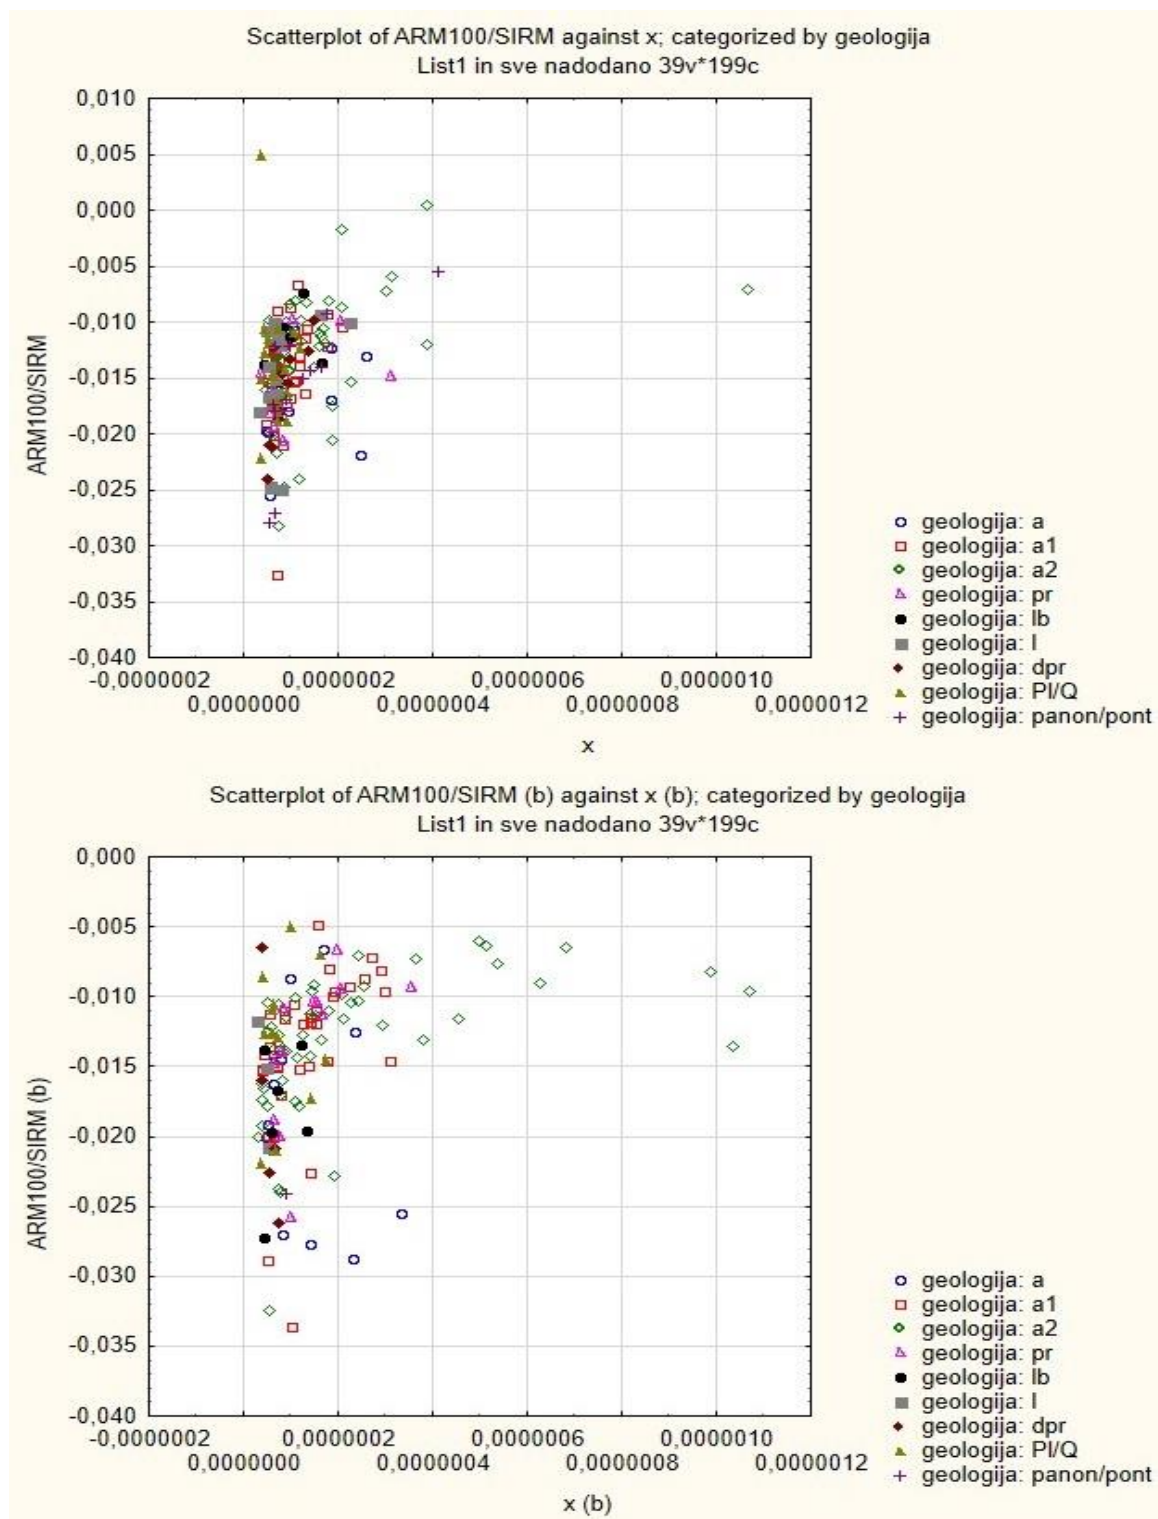 Scatterplot of ARM100/SIRM against x; categorized by geologija
List1 in sve nadodano 39v*199c
0,010
0,005
0,000
-0,005
-0,010
-0,015
-0,020
-0,025
-0,030
-0,035
-0,040
ARM100/SIRM
-0,0000002 0,0000002 0,0000006 0,0000010
0,0000000 0,0000004 0,0000008 0,0000012
x
geologija: a
geologija: a1
geologija: a2
geologija: pr
geologija: lb
geologija: l
geologija: dpr
geologija: Pl/Q
geologija: panon/pont
Scatterplot of ARM100/SIRM (b) against x (b); categorized by geologija
List1 in sve nadodano 39v*199c
0,000
-0,005
-0,010
-0,015
-0,020
-0,025
-0,030
-0,035
-0,040
ARM100/SIRM (b)
-0,0000002 0,0000002 0,0000006 0,0000010
0,0000000 0,0000004 0,0000008 0,0000012
x (b)
geologija: a
geologija: a1
geologija: a2
geologija: pr
geologija: lb
geologija: l
geologija: dpr
geologija: Pl/Q
geologija: panon/pont